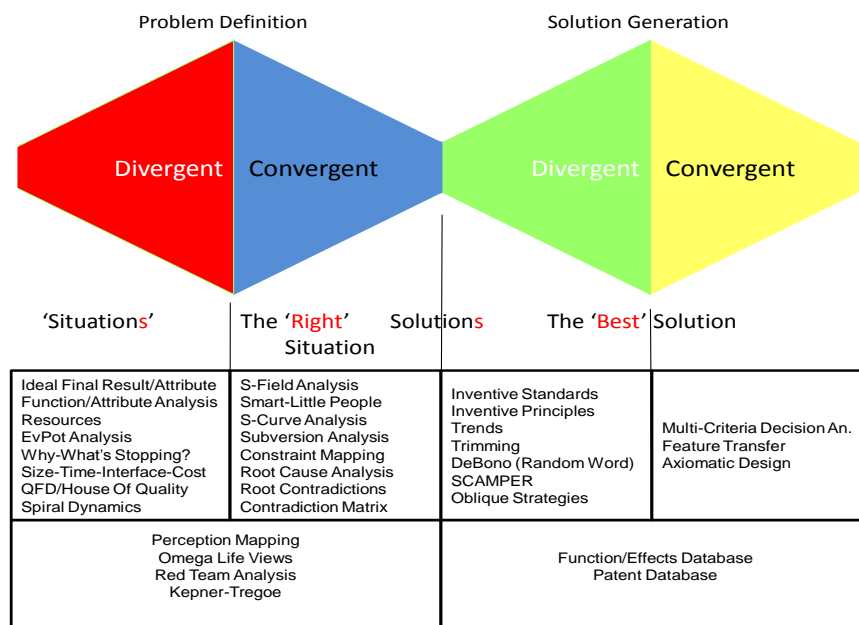 Problem Definition
Solution Generation
Divergent
Convergent
Divergent
Convergent
‘Situations’
The ‘Right’
Situation
Solutions
The ‘Best’ Solution
Ideal Final Result/Attribute
Function/Attribute Analysis
Resources
EvPot Analysis
Why-What’s Stopping?
Size-Time-Interface-Cost
QFD/House Of Quality
Spiral Dynamics
S-Field Analysis
Smart-Little People
S-Curve Analysis
Subversion Analysis
Constraint Mapping
Root Cause Analysis
Root Contradictions
Contradiction Matrix
Inventive Standards
Inventive Principles
Trends
Trimming
DeBono (Random Word)
SCAMPER
Oblique Strategies
Multi-Criteria Decision An.
Feature Transfer
Axiomatic Design
Perception Mapping
Omega Life Views
Red Team Analysis
Kepner-Tregoe
Function/Effects Database
Patent Database